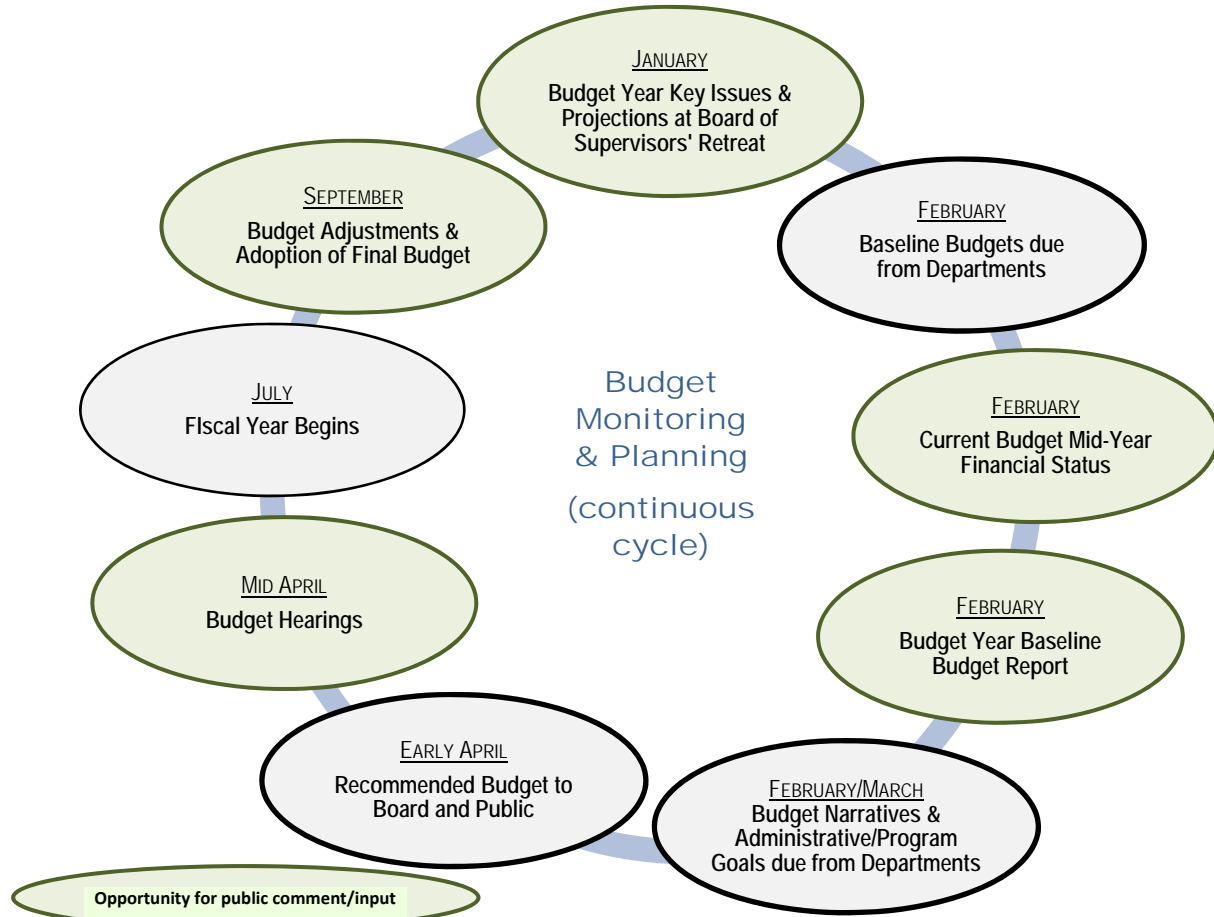 JANUARY
Budget Year Key Issues &
Projections at Board of
Supervisors' Retreat
FEBRUARY
Baseline Budgets due
from Departments
FEBRUARY
Current Budget Mid-Year
Financial Status
FEBRUARY
Budget Year Baseline
Budget Report
FEBRUARY/MARCH
Budget Narratives &
Administrative/Program
Goals due from Departments
EARLY APRIL
Recommended Budget to
Board and Public
MID APRIL
Budget Hearings
JULY
FIscal Year Begins
SEPTEMBER
Budget Adjustments &
Adoption of Final Budget
Budget
Monitoring
& Planning
(continuous
cycle)
Opportunity for public comment/input